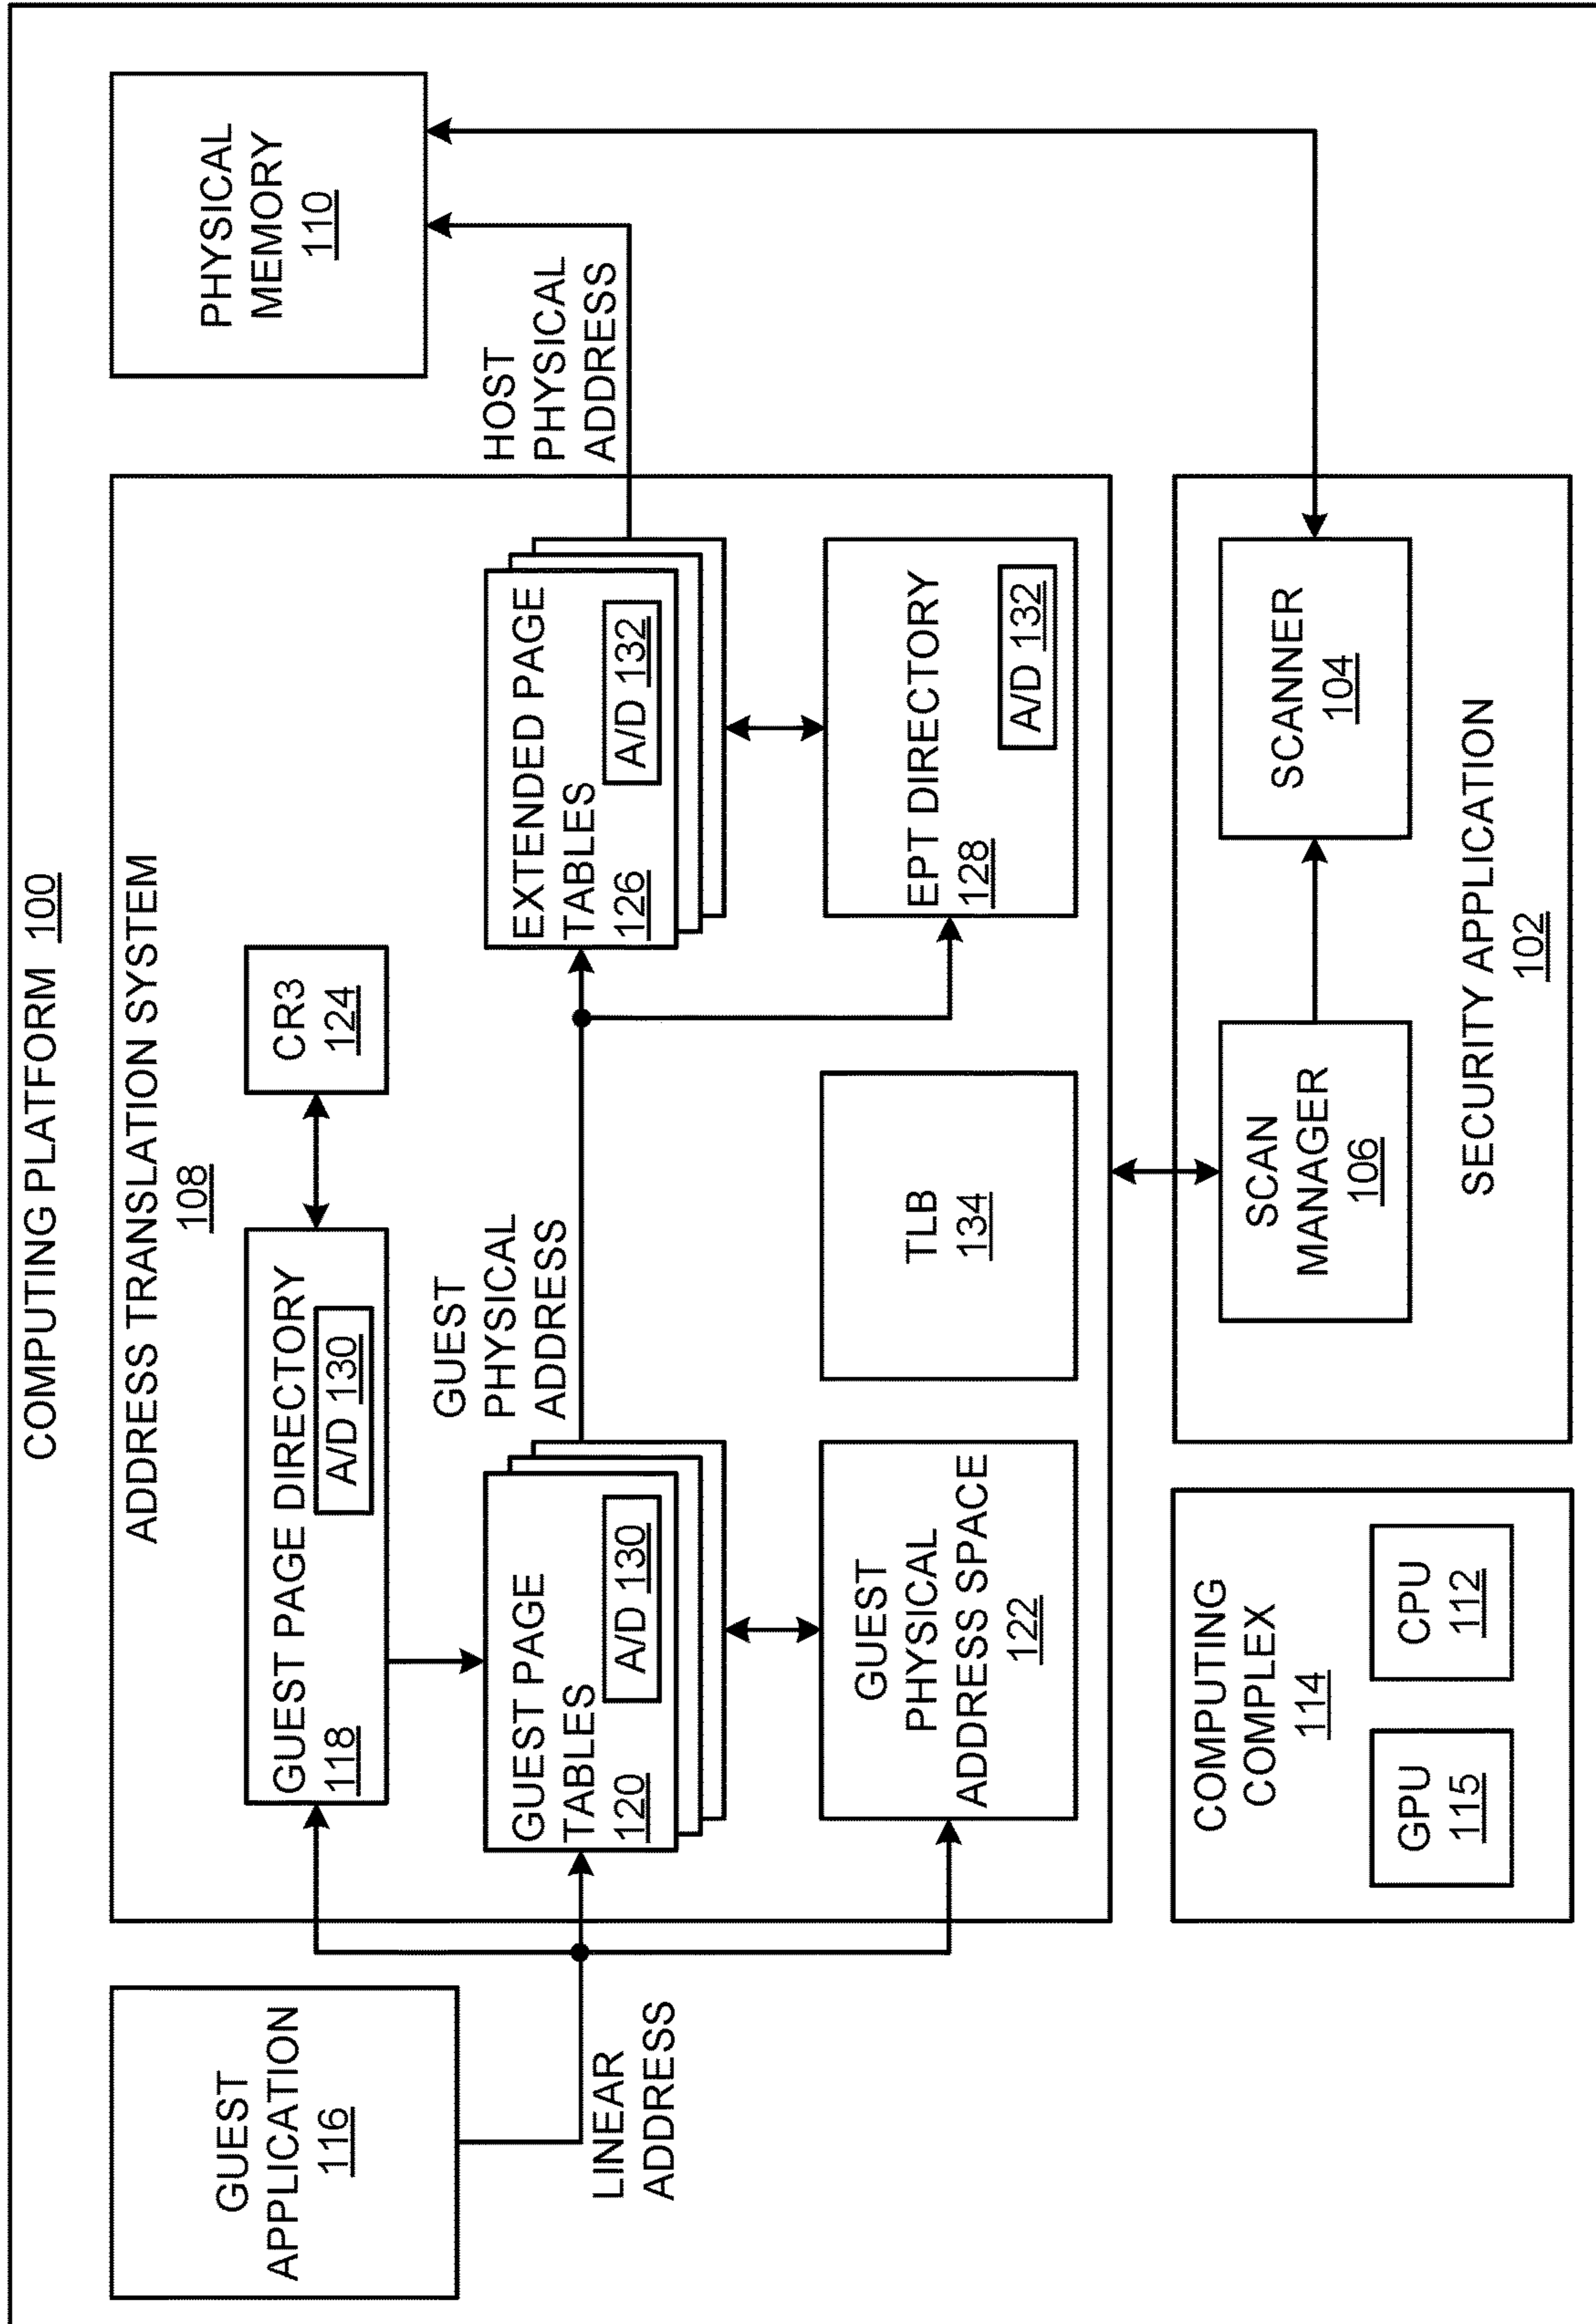 COMPUTING PLATFORM 100
GUEST
APPLICATION
116
LINEAR
ADDRESS
ADDRESS TRANSLATION SYSTEM
108
GUEST PAGE DIRECTORY
118
A/D 130
CR3
124
GUEST PAGE
TABLES
120
A/D 130
GUEST
PHYSICAL
ADDRESS
EXTENDED PAGE
TABLES
126
A/D 132
GUEST
PHYSICAL
ADDRESS SPACE
122
TLB
134
EPT DIRECTORY
128
A/D 132
HOST
PHYSICAL
ADDRESS
PHYSICAL
MEMORY
110
COMPUTING
COMPLEX
114
GPU
115
CPU
112
SCAN
MANAGER
106
SCANNER
104
SECURITY APPLICATION
102